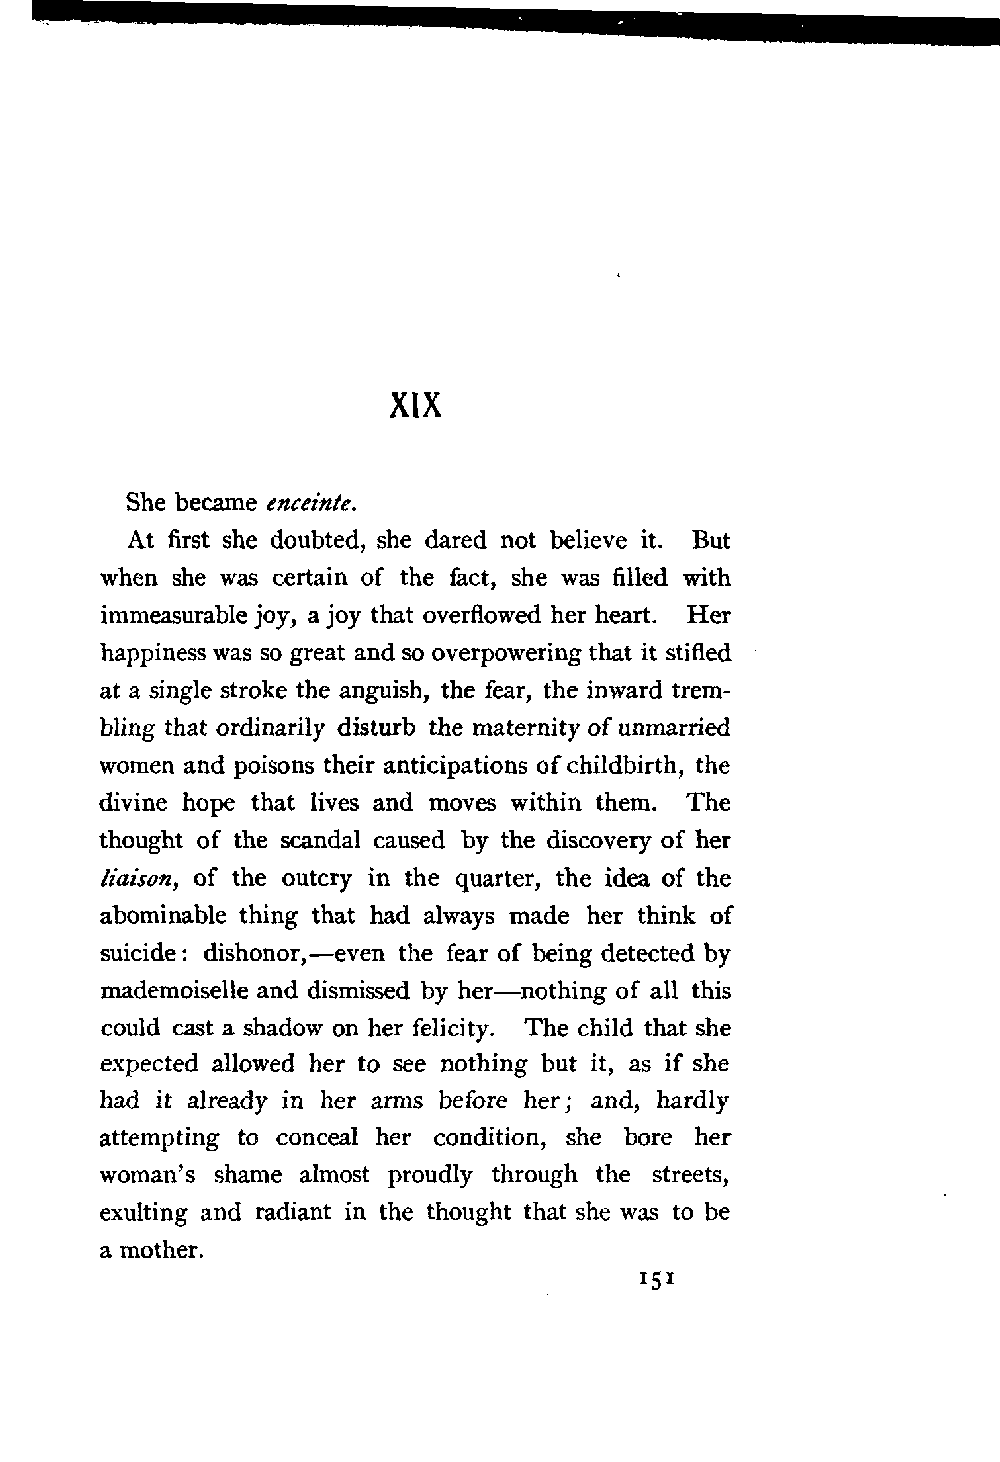 XIX
She became enceinte.
At first she doubted, she dared not believe it. But
when she was certain of the fact, she was filled with
immeasurable joy, a joy that overflowed her heart. Her
happiness was so great and so overpowering that it stifled
at a single stroke the anguish, the fear, the inward trem-
bling that ordinarily disturb the maternity of unmarried
women and poisons their anticipations of childbirth, the
divine hope that lives and moves within them. The
thought of the scandal caused by the discovery of her
liaison, of the outcry in the quarter, the idea of the
abominable thing that had always made her think of
suicide: dishonor,—even the fear of being detected by
mademoiselle and dismissed by her—nothing of all this
could cast a shadow on her felicity. The child that she
expected allowed her to see nothing but it, as if she
had it already in her arms before her; and, hardly
attempting to conceal her condition, she bore her
woman's shame almost proudly through the streets,
exulting and radiant in the thought that she was to be
a mother.
151